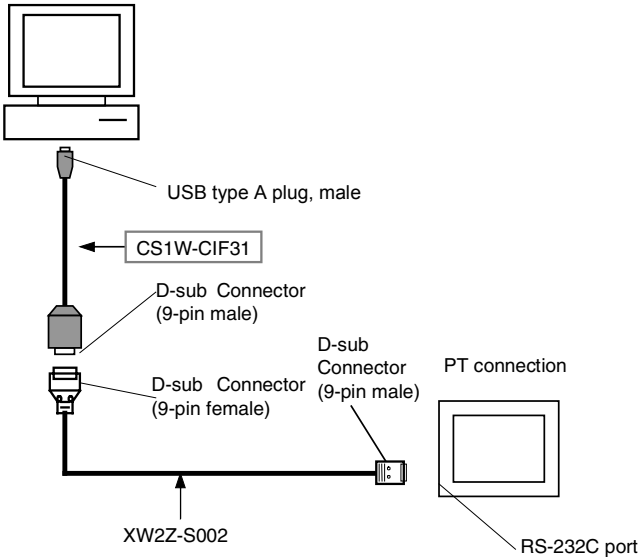 USB type A plug, male
CS1W-CIF31
D-sub Connector
(9-pin male)
D-sub
Connector
(9-pin male)
PT connection
D-sub Connector
(9-pin female)
XW2Z-S002
RS-232C port